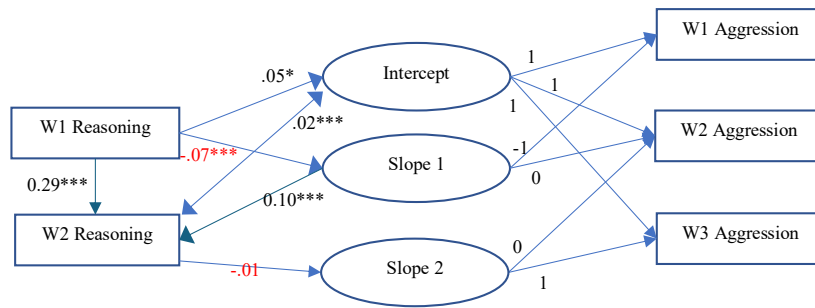 W1 Aggression
1
Intercept
.05*
1
1
W1 Reasoning
.02***
W2 Aggression
-.07***
-1
Slope 1
0
0.29***
0.10***
W2 Reasoning
W3 Aggression
0
-.01
Slope 2
1